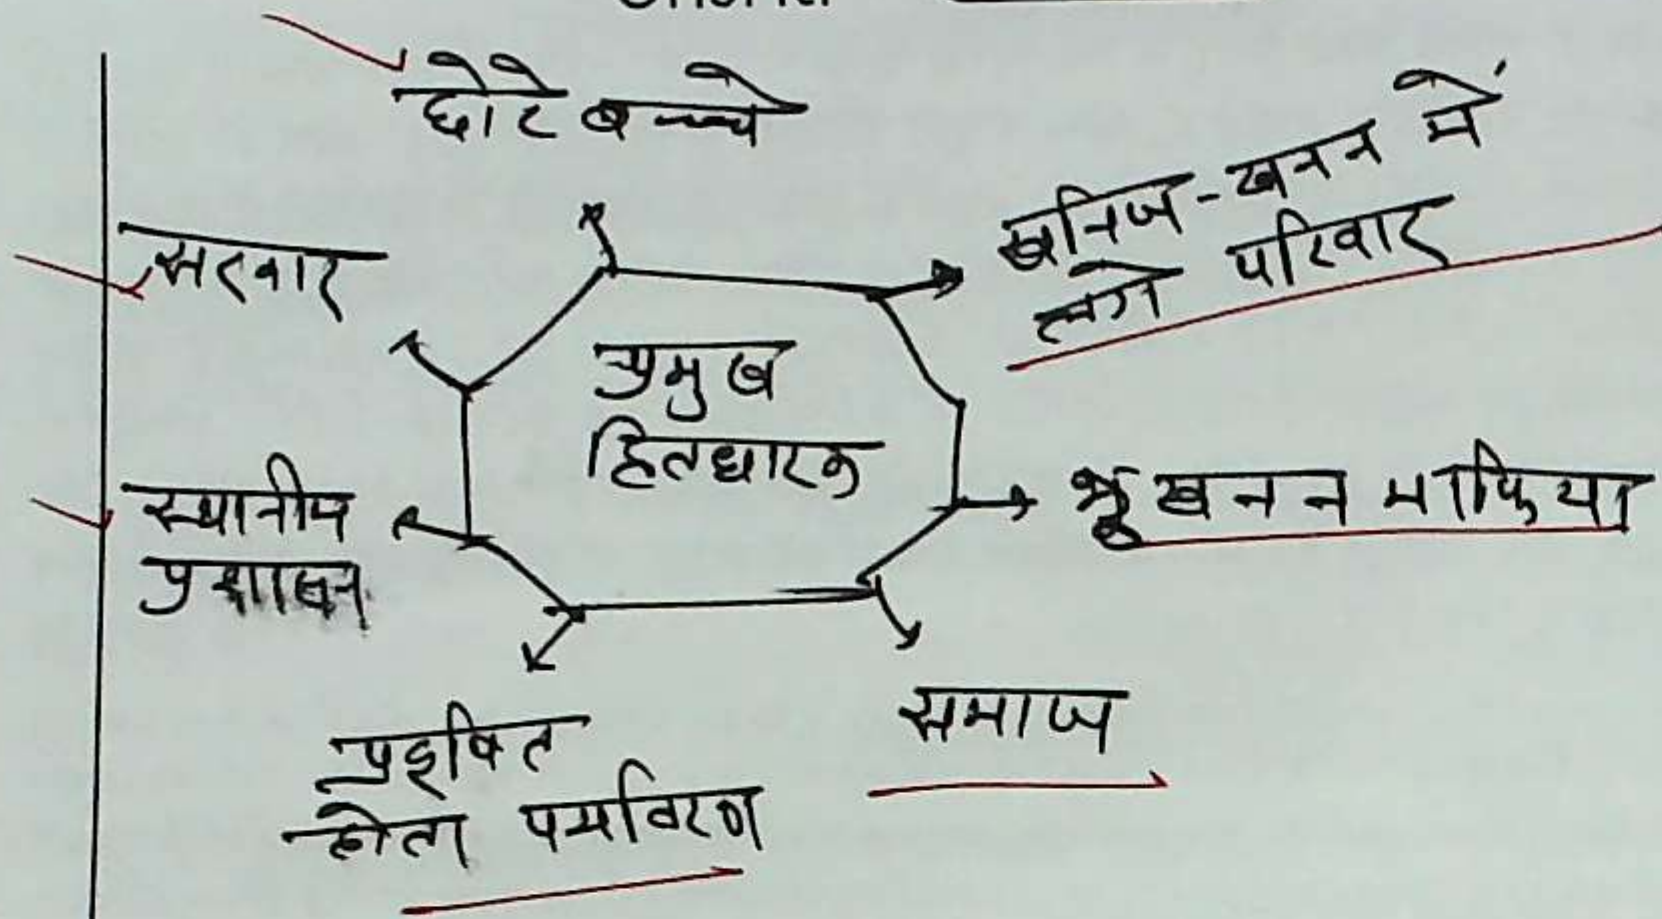 छोटे बच्चे
खनिज-खनन में
लगे परिवार
सरकार
प्रमुख
हितधारक
भू खनन माफिया
स्थानीय
प्रशासन
समाज
प्रदूषित
होता पर्यावरण